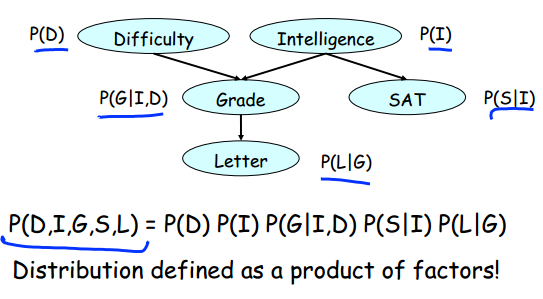 P(D) Difficulty Intelligence P(I)
P(G|I,D) Grade SAT P(S|I)
Letter P(L|G)
P(D,I,G,S,L) = P(D) P(I) P(G|I,D) P(S|I) P(L|G)
Distribution defined as a product of factors!